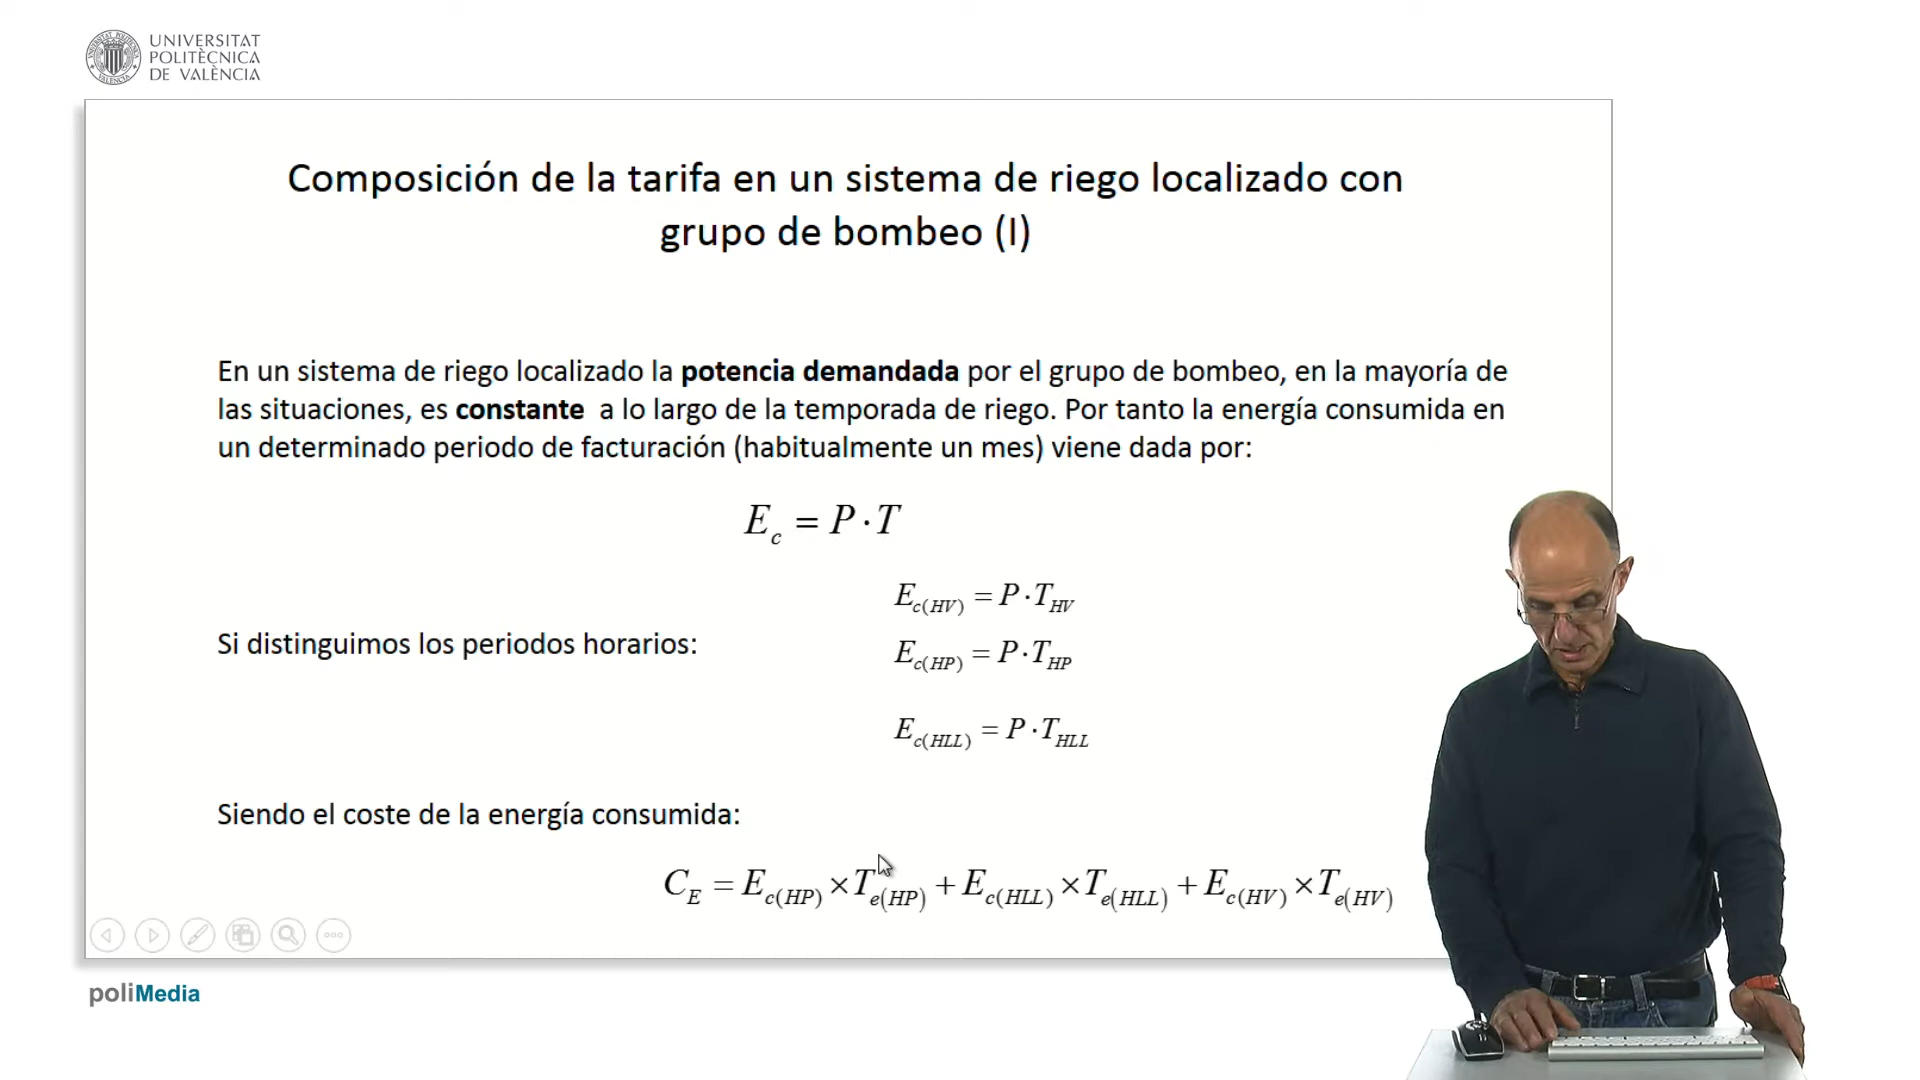 UNIVERSITAT
POLITÈCNICA
DE VALÈNCIA
Composición de la tarifa en un sistema de riego localizado con
grupo de bombeo (I)
En un sistema de riego localizado la potencia demandada por el grupo de bombeo, en la mayoría de
las situaciones, es constante a lo largo de la temporada de riego. Por tanto la energía consumida en
un determinado periodo de facturación (habitualmente un mes) viene dada por:
E_c = P · T
E_c(HV) = P · T_HV
Si distinguimos los periodos horarios:
E_c(HP) = P · T_HP
E_c(HLL) = P · T_HLL
Siendo el coste de la energía consumida:
C_E = E_c(HP) × T_e(HP) + E_c(HLL) × T_e(HLL) + E_c(HV) × T_e(HV)
poliMedia